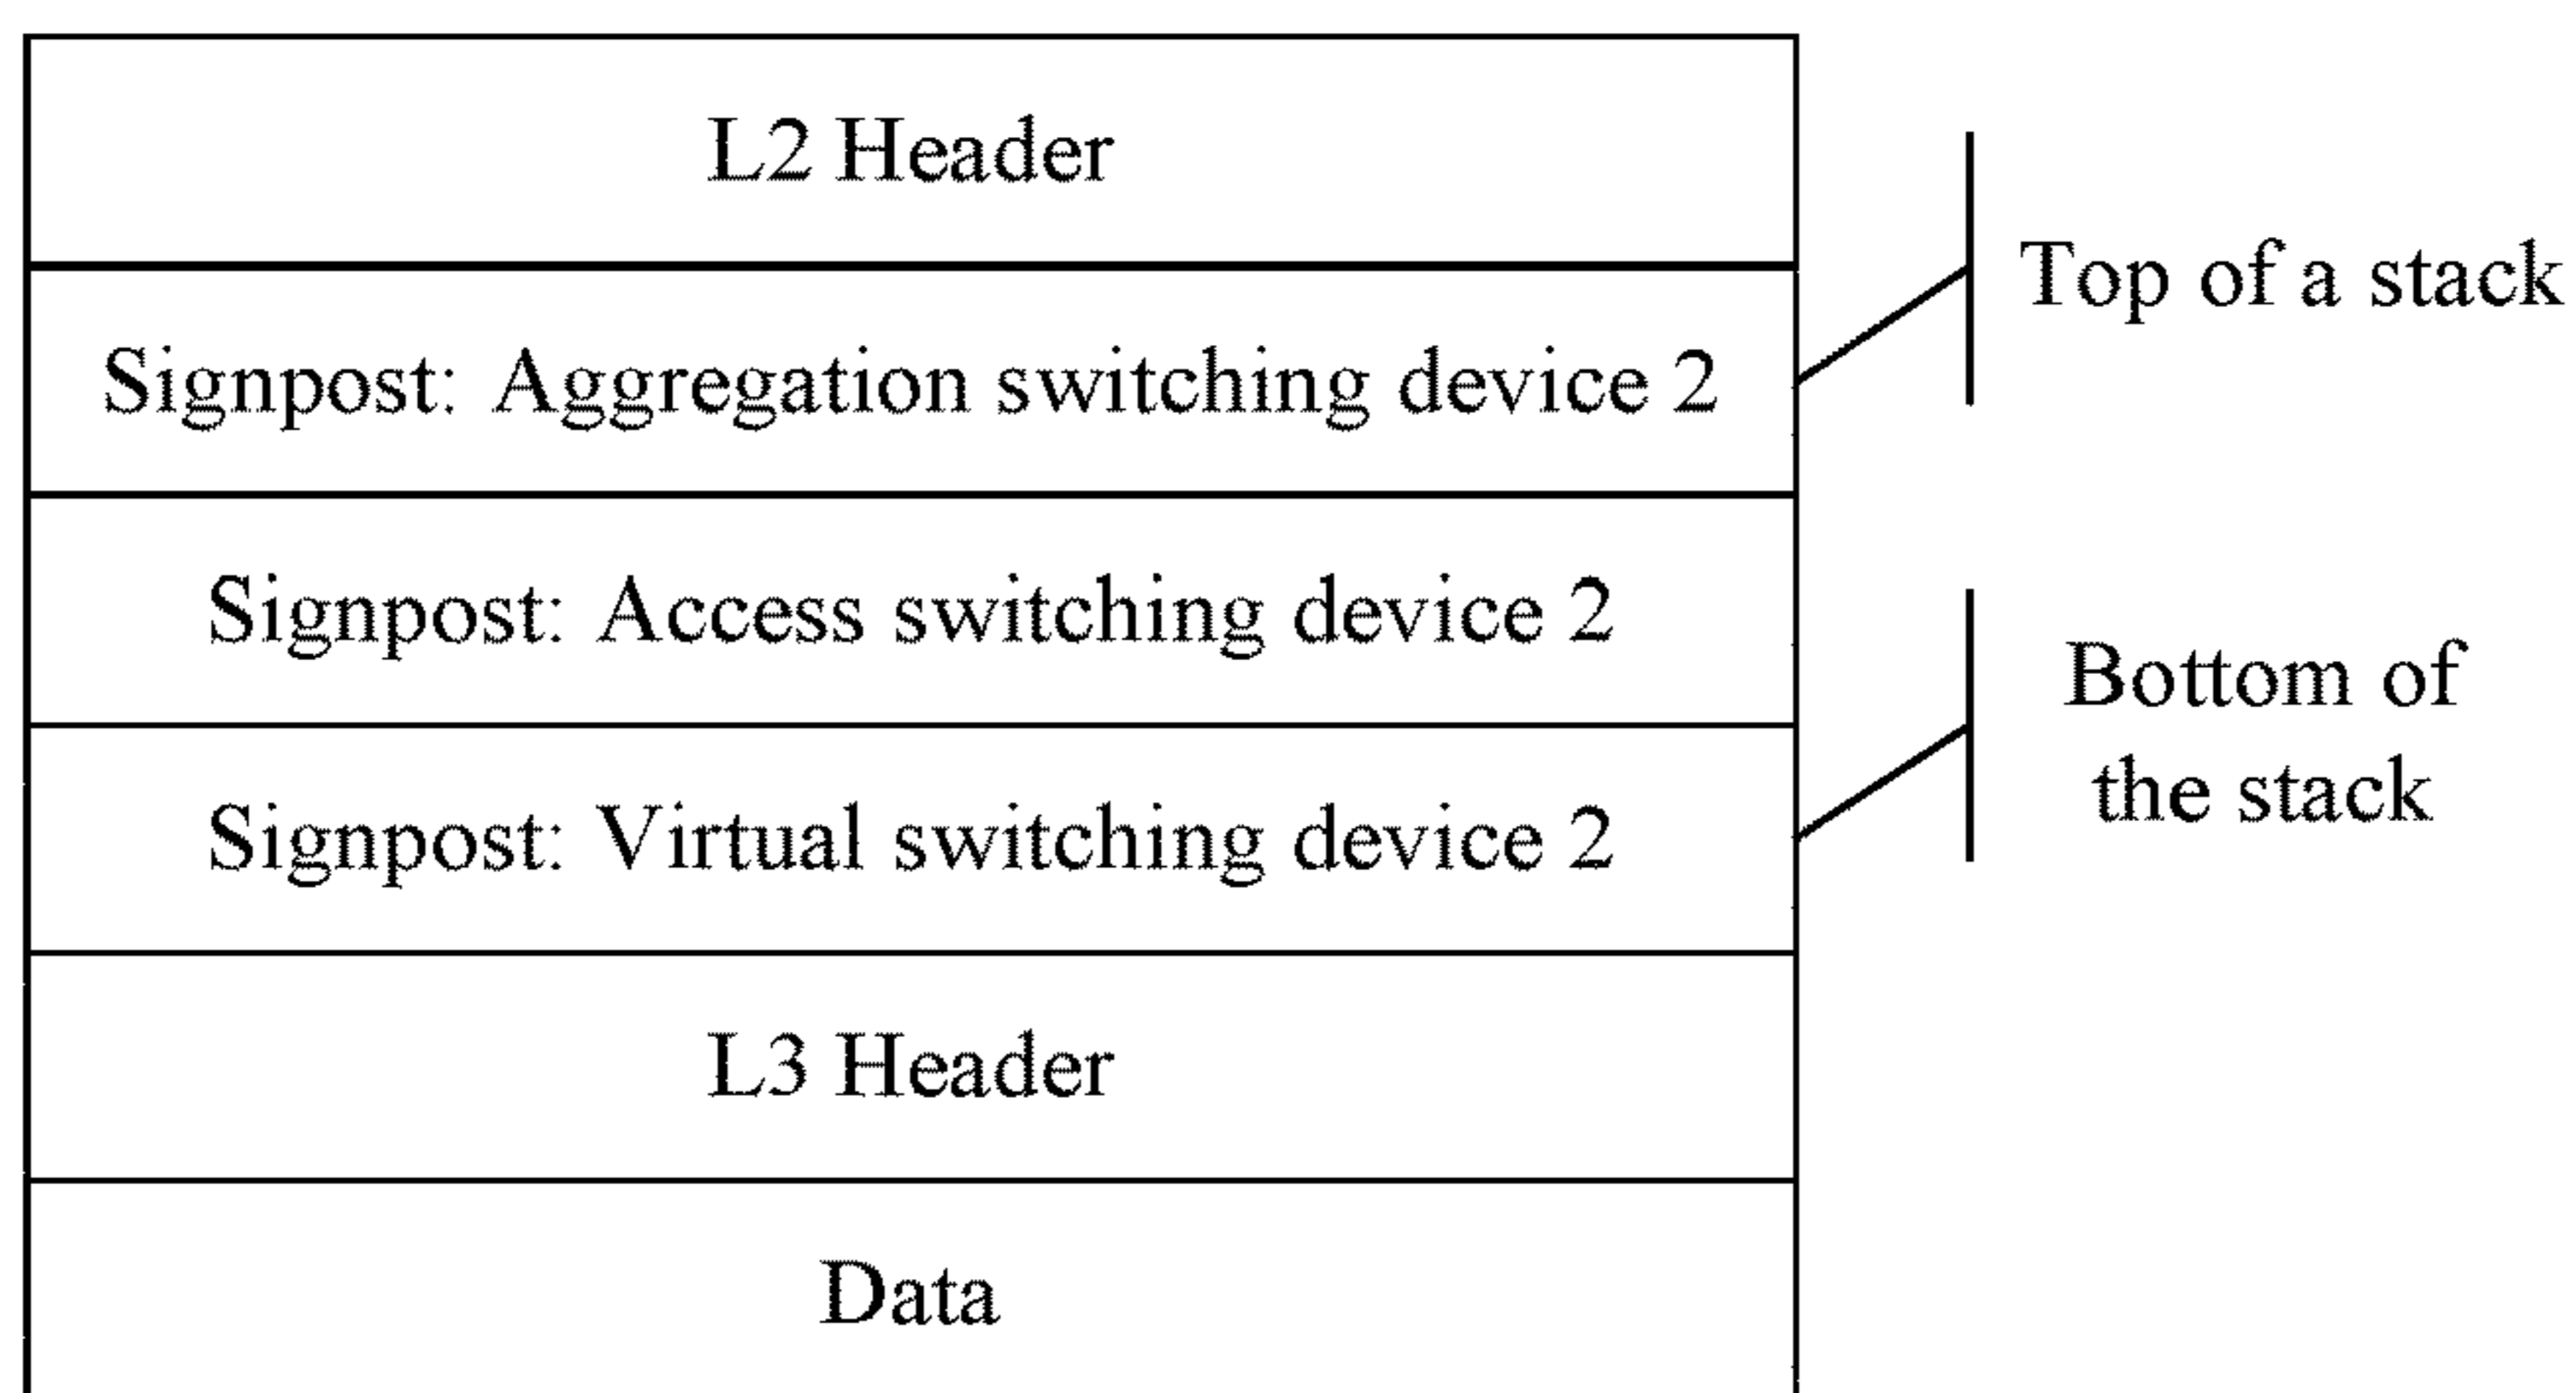 L2 Header
Signpost: Aggregation switching device 2
Top of a stack
Signpost: Access switching device 2
Signpost: Virtual switching device 2
Bottom of
the stack
L3 Header
Data